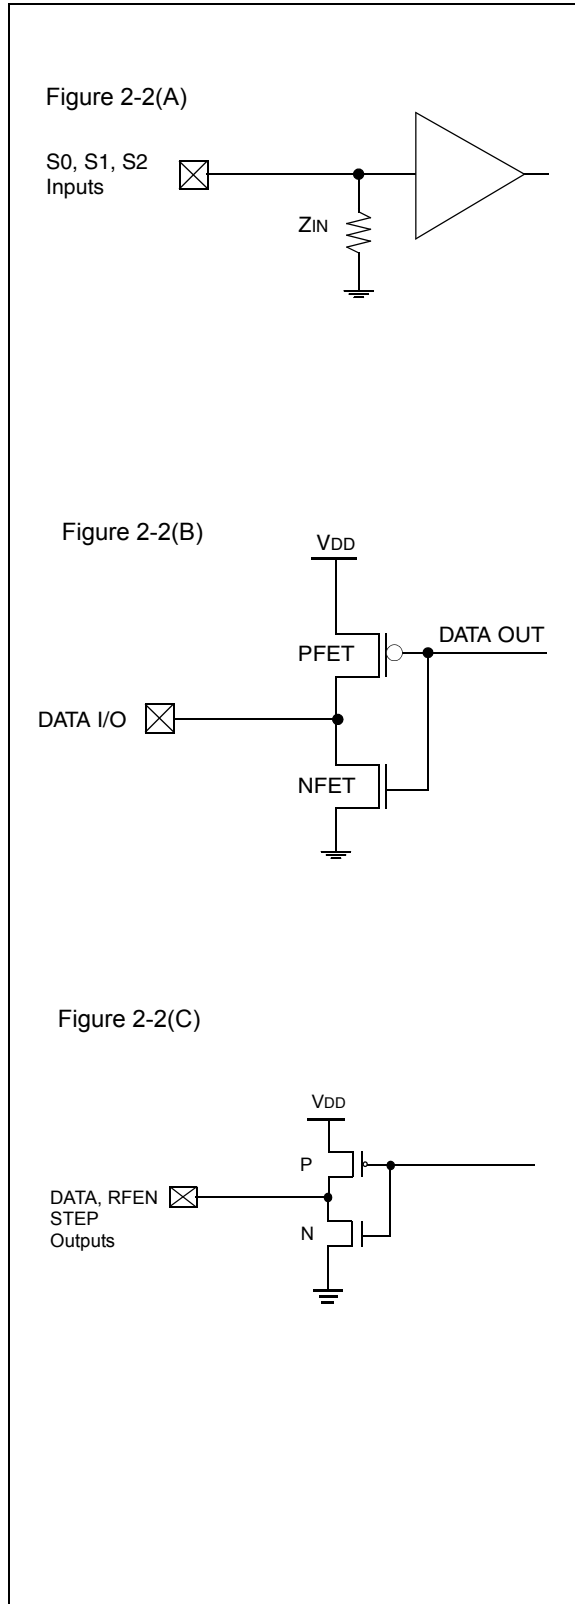 Figure 2-2(A)
S0, S1, S2
Inputs
ZIN
Figure 2-2(B)
VDD
PFET
DATA OUT
DATA I/O
NFET
Figure 2-2(C)
VDD
P
DATA, RFEN
STEP
Outputs
N